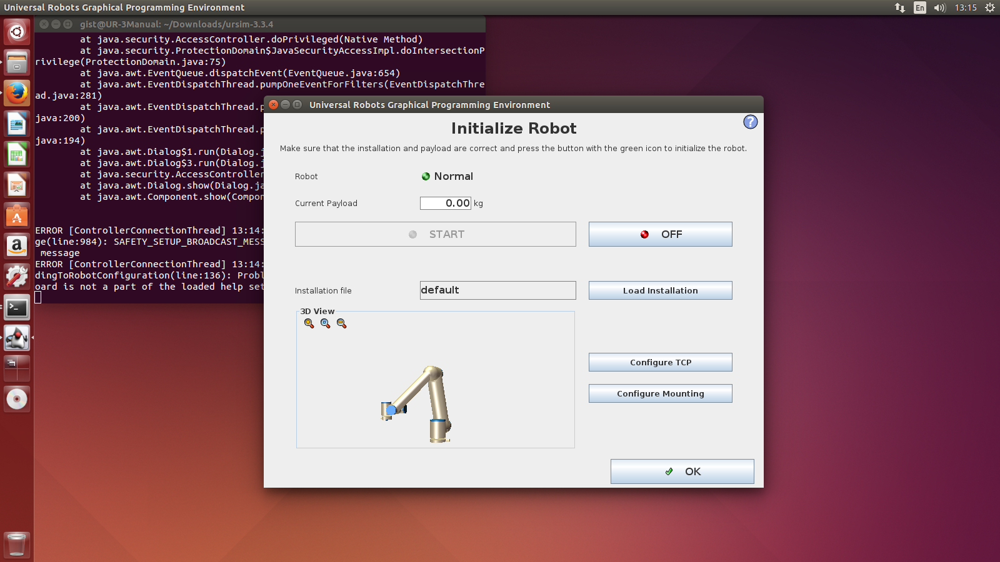 Universal Robots Graphical Programming Environment
En
13:15
gist@UR-3Manual: ~/Downloads/ursim-3.3.4
at java.security.AccessController.doPrivileged(Native Method)
at java.security.ProtectionDomain$JavaSecurityAccessImpl.doIntersectionP
rivilege(ProtectionDomain.java:75)
at java.awt.EventQueue.dispatchEvent(EventQueue.java:654)
at java.awt.EventDispatchThread.pumpOneEventForFilters(EventDispatchThre
ad.java:281)
at java.awt.EventDispatchThread.p
java:200)
at java.awt.EventDispatchThread.p
java:194)
at java.awt.Dialog$1.run(Dialog.j
at java.awt.Dialog$3.run(Dialog.j
at java.security.AccessController
at java.awt.Dialog.show(Dialog.ja
at java.awt.Component.show(Compon
ERROR [ControllerConnectionThread] 13:14:
ge(line:984): SAFETY_SETUP_BROADCAST_MESS
message
ERROR [ControllerConnectionThread] 13:14:
dingToRobotConfiguration(line:136): Probl
oard is not a part of the loaded help set
Universal Robots Graphical Programming Environment
Initialize Robot
?
Make sure that the installation and payload are correct and press the button with the green icon to initialize the robot.
Robot
Normal
Current Payload
0.00 kg
START
OFF
Installation file
default
Load Installation
3D View
Configure TCP
Configure Mounting
OK